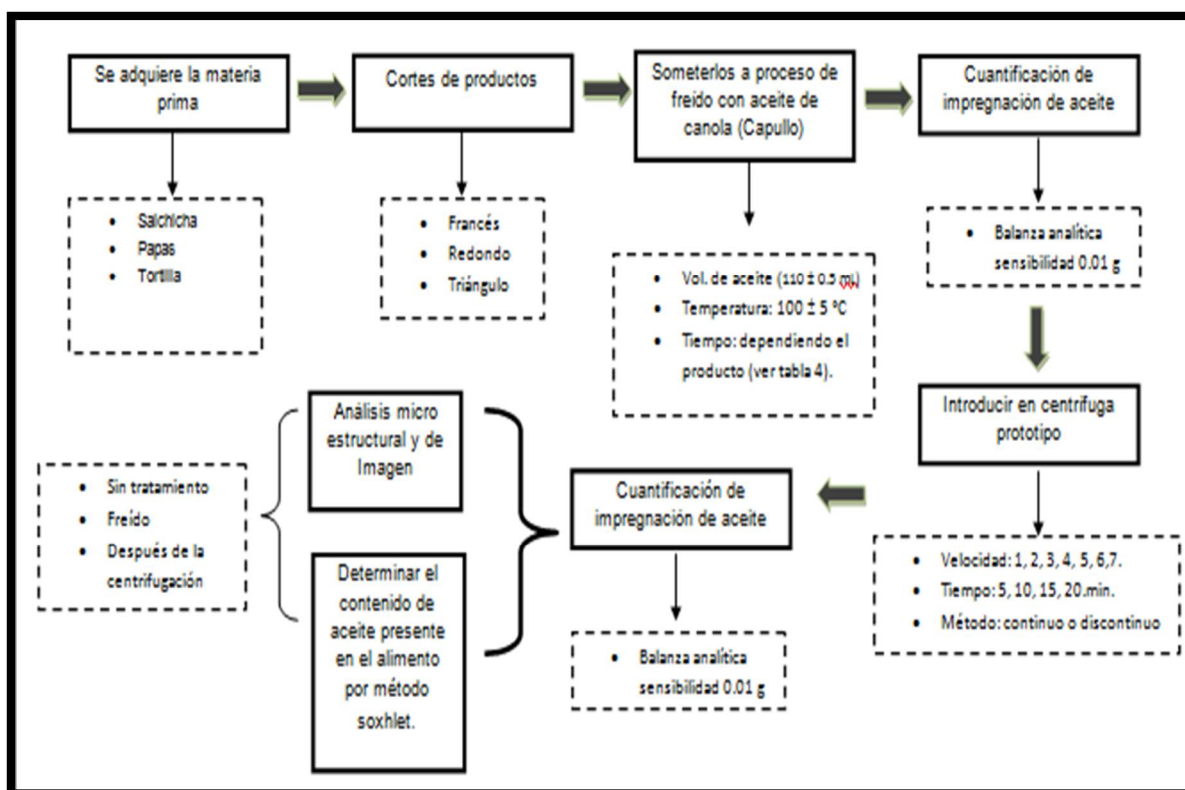 Se adquiere la materia
prima
Cortes de productos
Someterlos a proceso de
freído con aceite de
canola (Capullo)
Cuantificación de
impregnación de aceite
• Salchicha
• Papas
• Tortilla
• Francés
• Redondo
• Triángulo
• Vol. de aceite (110 ± 0.5 mL)
• Temperatura: 100 ± 5 °C
• Tiempo: dependiendo el
producto (ver tabla 4).
• Balanza analítica
sensibilidad 0.01 g
Introducir en centrífuga
prototipo
• Velocidad: 1, 2, 3, 4, 5, 6,7.
• Tiempo: 5, 10, 15, 20.min.
• Método: continuo o discontinuo
Cuantificación de
impregnación de aceite
• Balanza analítica
sensibilidad 0.01 g
Análisis micro
estructural y de
Imagen
Determinar el
contenido de
aceite presente
en el alimento
por método
soxhlet.
• Sin tratamiento
• Freído
• Después de la
centrifugación